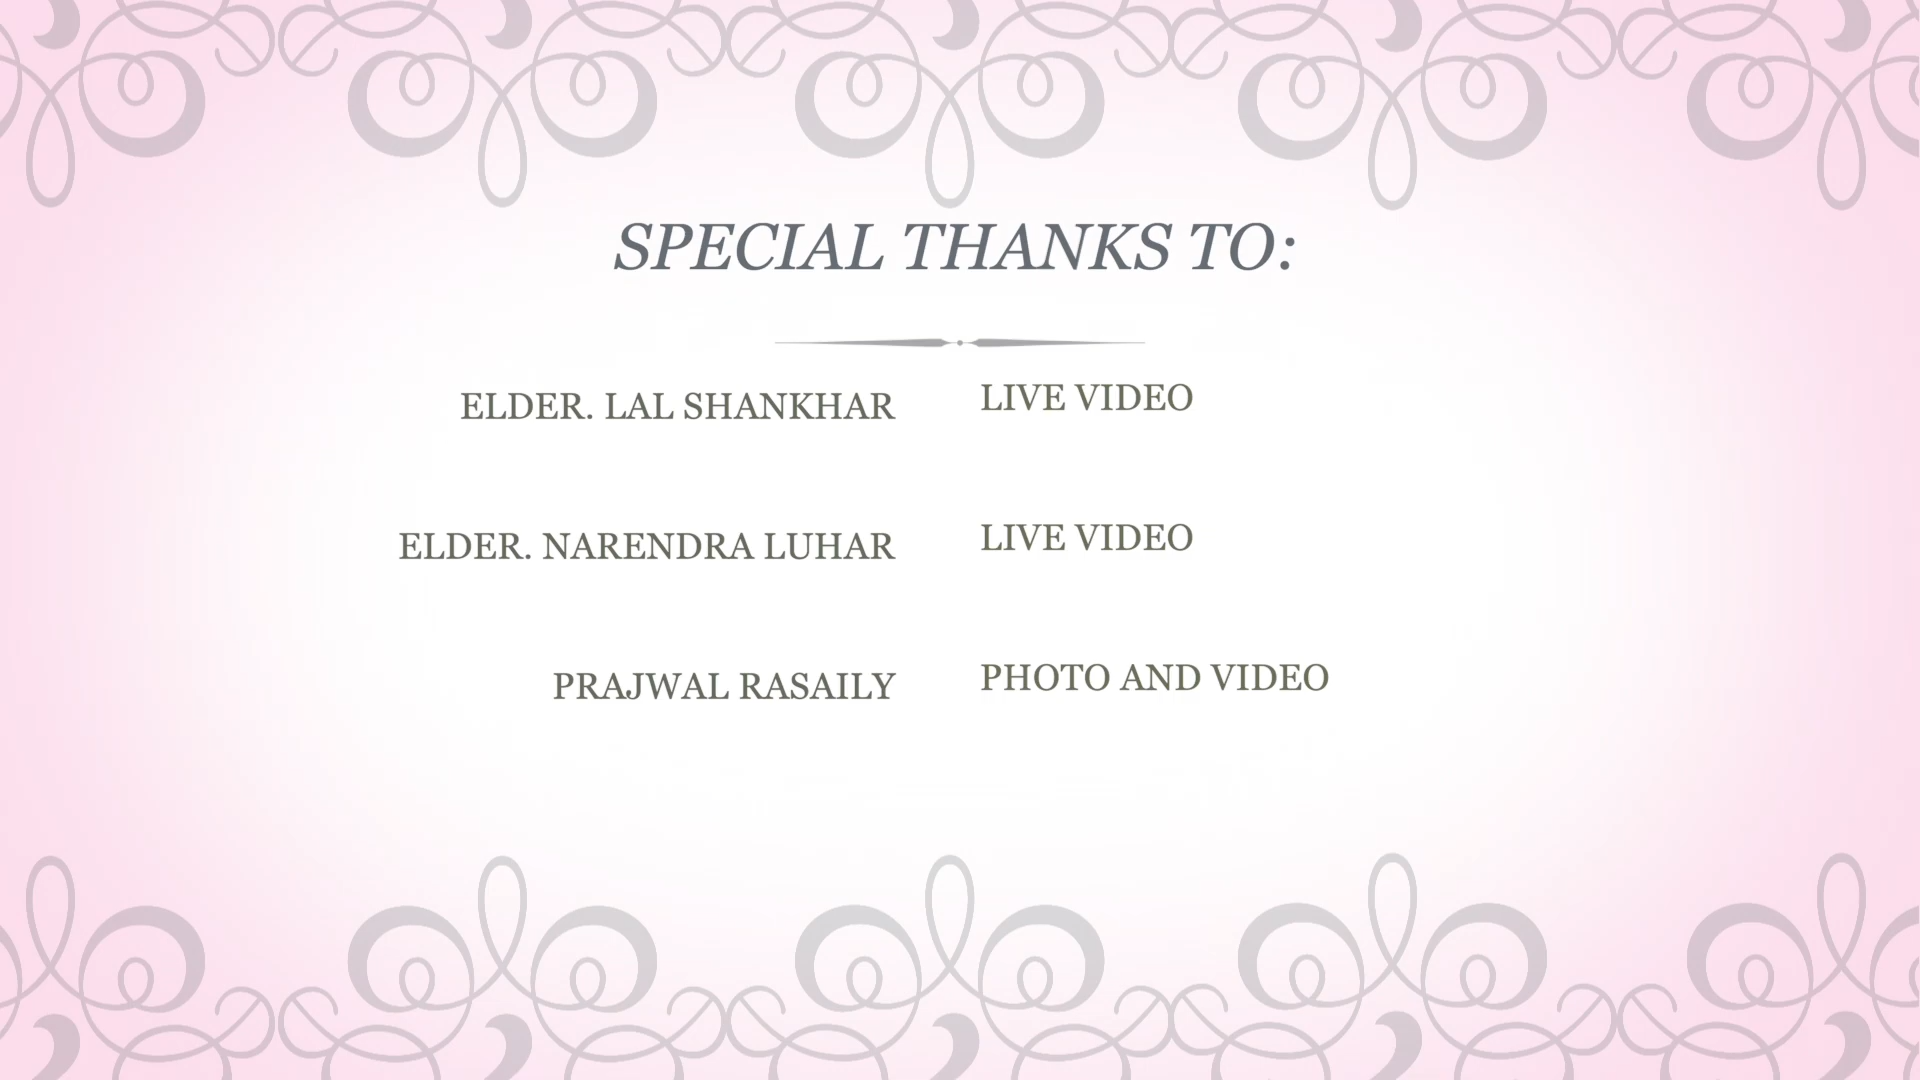 SPECIAL THANKS TO:
ELDER. LAL SHANKHAR LIVE VIDEO
ELDER. NARENDRA LUHAR LIVE VIDEO
PRAJWAL RASAILY PHOTO AND VIDEO